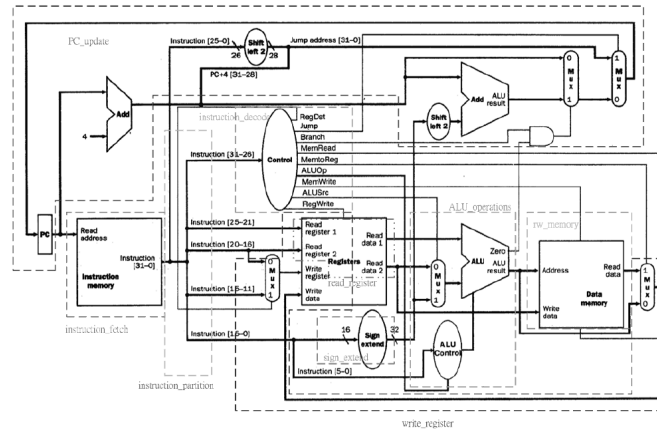 PC_update
Instruction [25–0]
26
Shift left 2
28
Jump address [31–0]
PC+4 [31–28]
Add
4
Add
ALU result
0
M u x
1
1
M u x
0
Shift left 2
instruction_decode
RegDst
Jump
Branch
MemRead
MemtoReg
ALUOp
MemWrite
ALUSrc
RegWrite
Control
Instruction [31–26]
PC
Read address
Instruction [31–0]
Instruction memory
instruction_fetch
Instruction [25–21]
Instruction [20–16]
Instruction [15–11]
0
M u x
1
Read register 1
Read register 2
Write register
Write data
Registers
Read data 1
Read data 2
read_register
ALU_operations
0
M u x
1
Zero
ALU
ALU result
rw_memory
Address
Write data
Read data
Data memory
1
M u x
0
Instruction [15–0]
16
Sign extend
32
sign_extend
ALU Control
Instruction [5–0]
instruction_partition
write_register